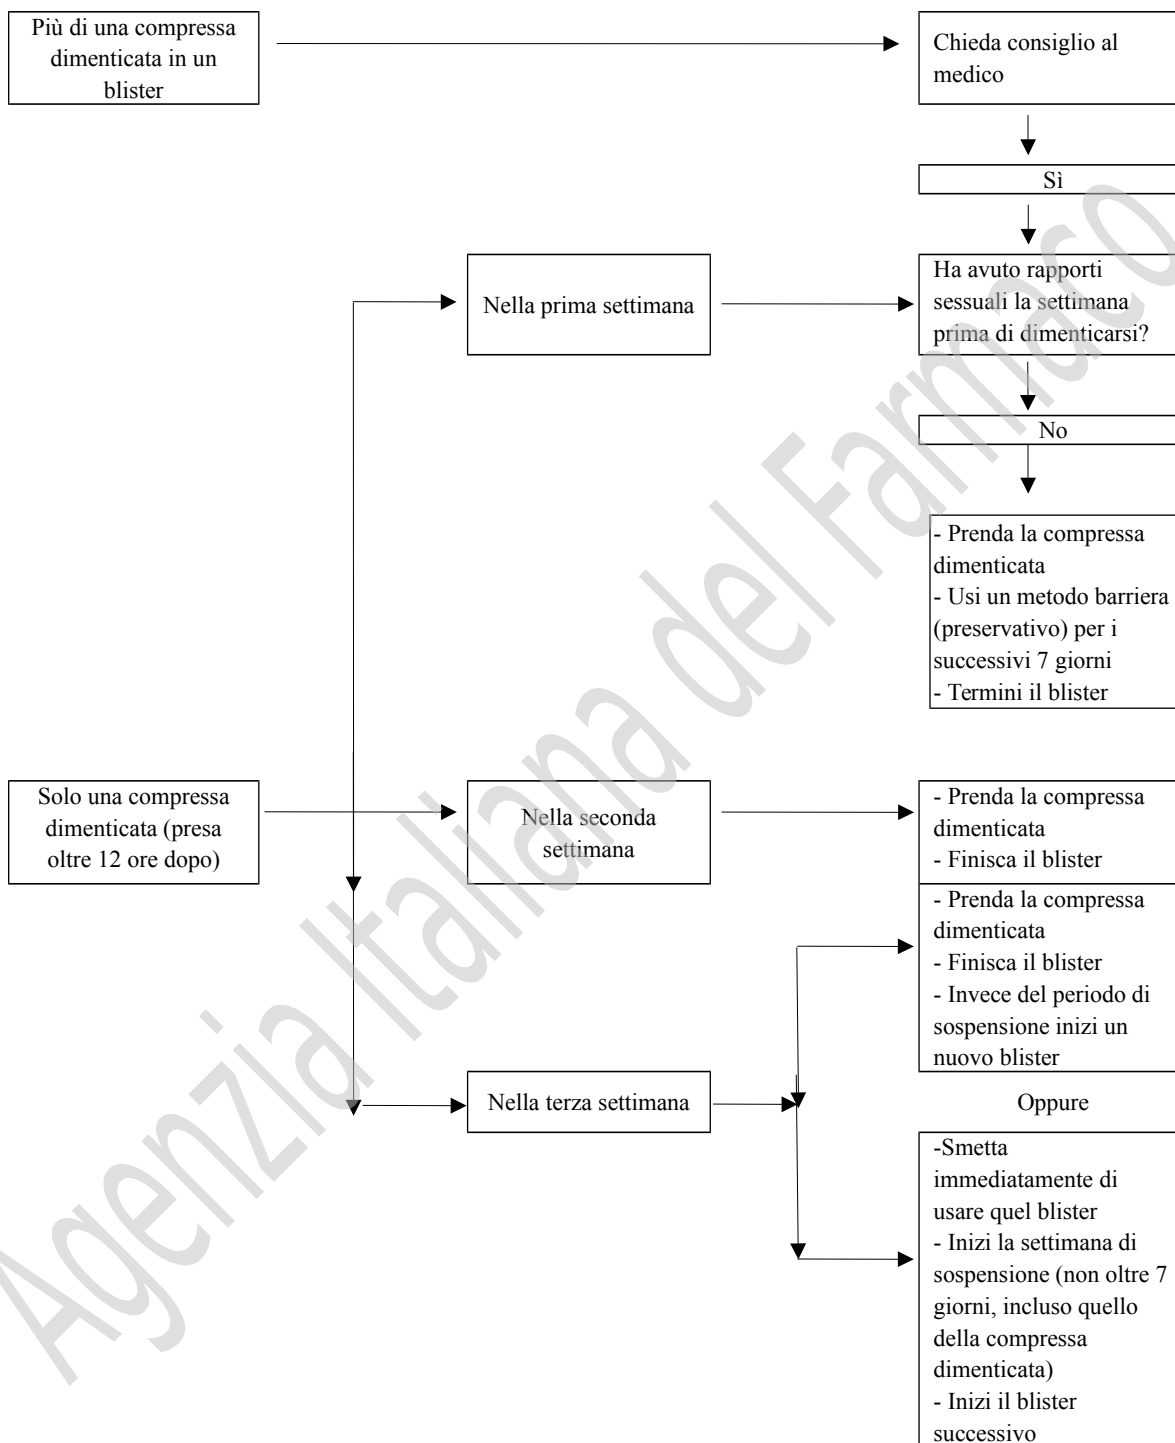 Più di una compressa
dimenticata in un
blister
Chieda consiglio al
medico
Sì
Nella prima settimana
Ha avuto rapporti
sessuali la settimana
prima di dimenticarsi?
No
- Prenda la compressa
dimenticata
- Usi un metodo barriera
(preservativo) per i
successivi 7 giorni
- Termini il blister
Solo una compressa
dimenticata (presa
oltre 12 ore dopo)
Nella seconda
settimana
- Prenda la compressa
dimenticata
- Finisca il blister
- Prenda la compressa
dimenticata
- Finisca il blister
- Invece del periodo di
sospensione inizi un
nuovo blister
Nella terza settimana
Oppure
-Smetta
immediatamente di
usare quel blister
- Inizi la settimana di
sospensione (non oltre 7
giorni, incluso quello
della compressa
dimenticata)
- Inizi il blister
successivo
Agenzia Italiana del Farmaco